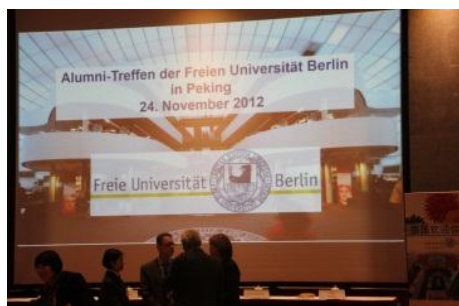 Alumni-Treffen der Freien Universität Berlin
in Peking
24. November 2012
Freie Universität Berlin